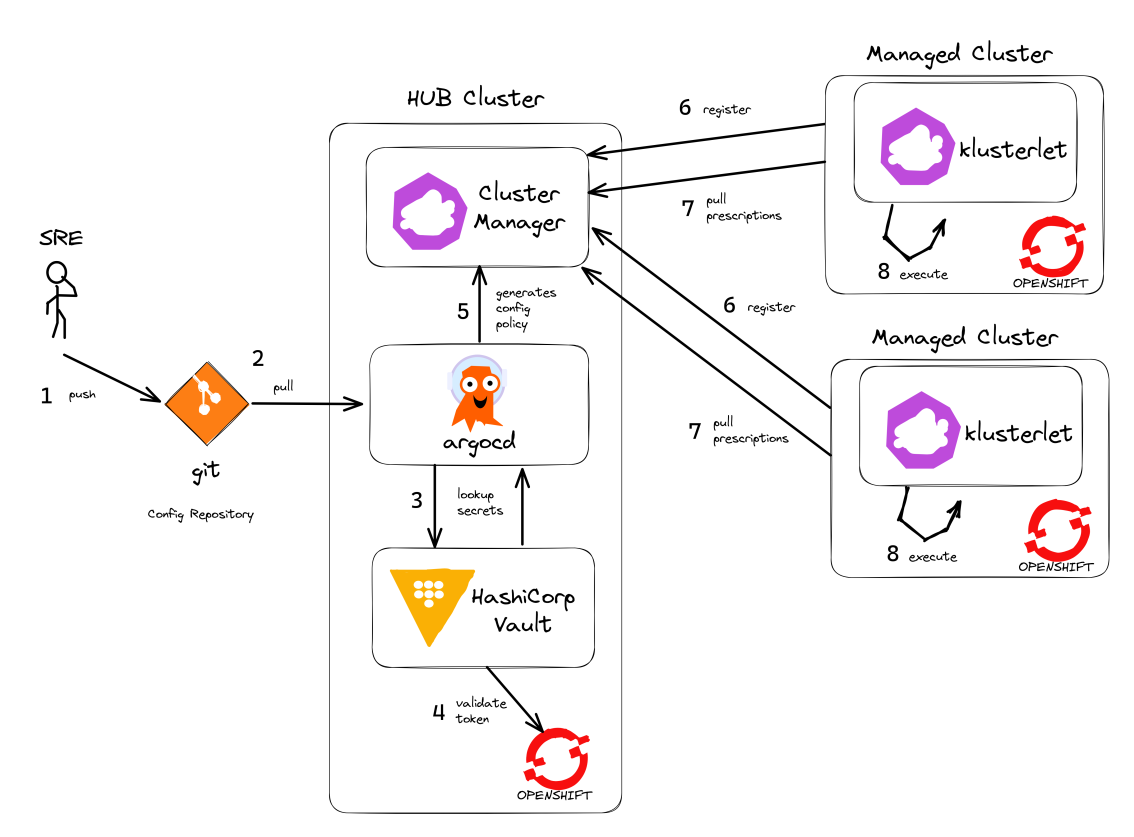 Managed Cluster
HUB Cluster
6 register
klusterlet
Cluster
Manager
7 pull
prescriptions
SRE
8 execute
OPENSHIFT
5 generates
config
policy
6 register
Managed Cluster
1 push
2
pull
argocd
7 pull
prescriptions
klusterlet
git
3 lookup
secrets
Config Repository
8 execute
OPENSHIFT
HashiCorp
Vault
4 validate
token
OPENSHIFT